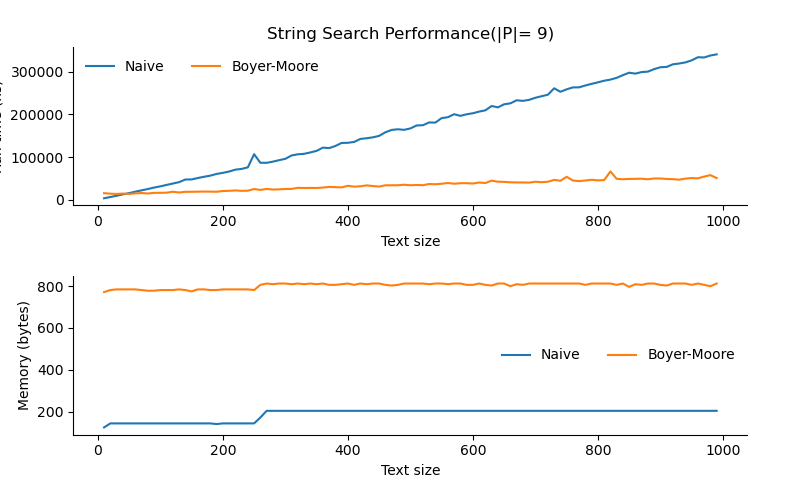 String Search Performance(|P|= 9)
Naive
Boyer-Moore
300000
200000
100000
0
0 200 400 600 800 1000
Text size
800
600
400
200
Memory (bytes)
Naive
Boyer-Moore
0 200 400 600 800 1000
Text size